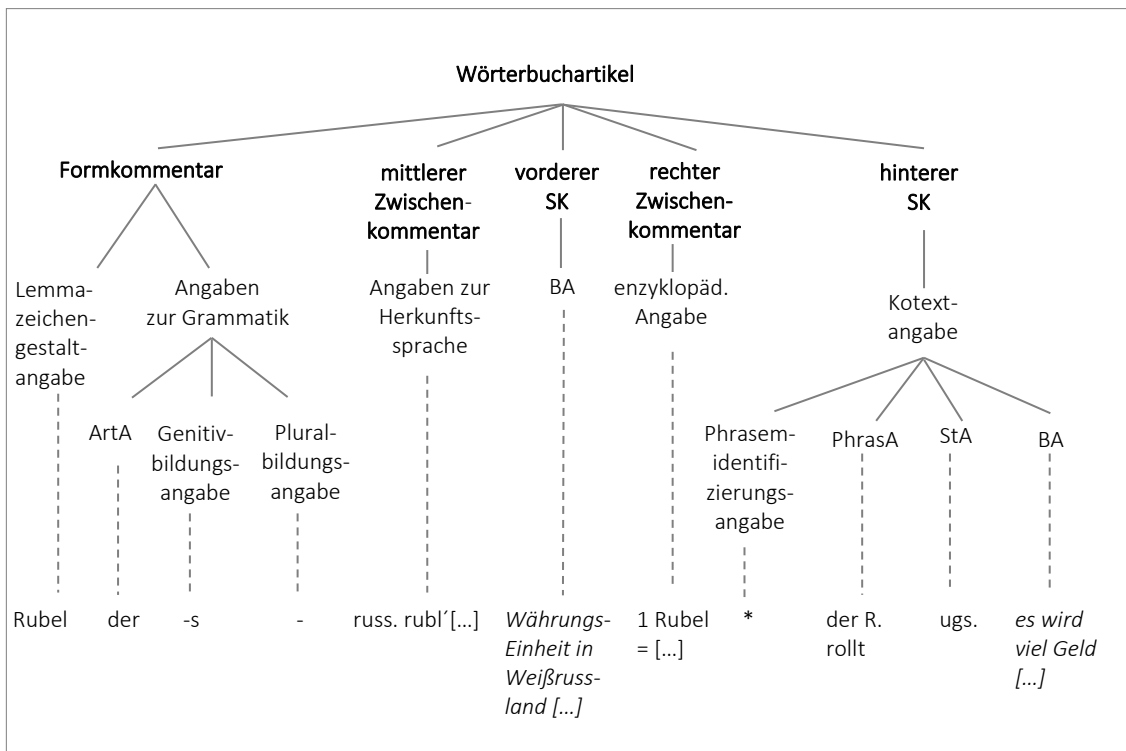 Wörterbuchartikel
Formkommentar
mittlerer
Zwischen-
kommentar
vorderer
SK
rechter
Zwischen-
kommentar
hinterer
SK
Lemma-
zeichen-
gestalt-
angabe
Angaben
zur Grammatik
Angaben zur
Herkunfts-
sprache
BA
enzyklopäd.
Angabe
Kotext-
angabe
ArtA
Genitiv-
bildungs-
angabe
Plural-
bildungs-
angabe
Phrasem-
identifi-
zierungs-
angabe
PhrasA
StA
BA
Rubel
der
-s
-
russ. rubl´[...]
Währungs-
Einheit in
Weißruss-
land [...]
1 Rubel
= [...]
*
der R.
rollt
ugs.
es wird
viel Geld
[...]